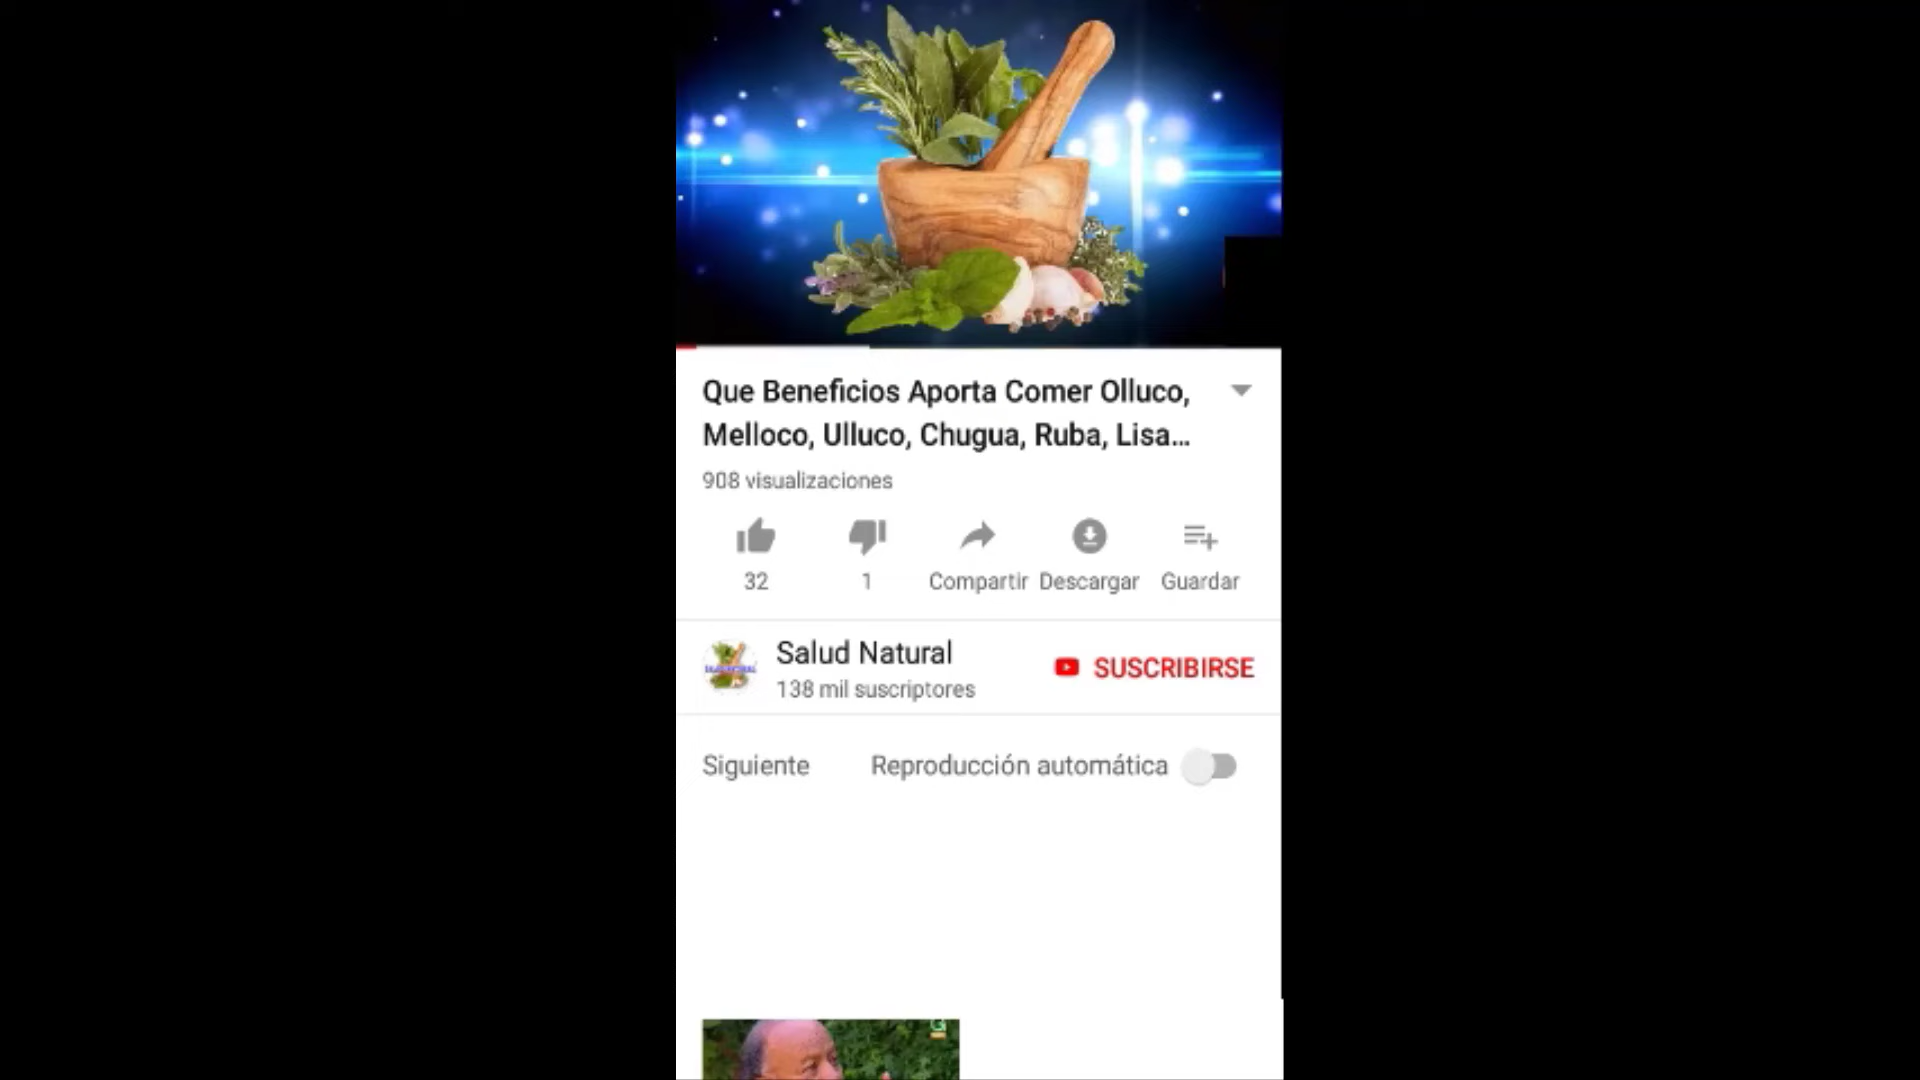 Que Beneficios Aporta Comer Olluco,
Melloco, Ulluco, Chugua, Ruba, Lisa...
908 visualizaciones
32
1
Compartir
Descargar
Guardar
Salud Natural
138 mil suscriptores
SUSCRIBIRSE
Siguiente
Reproducción automática